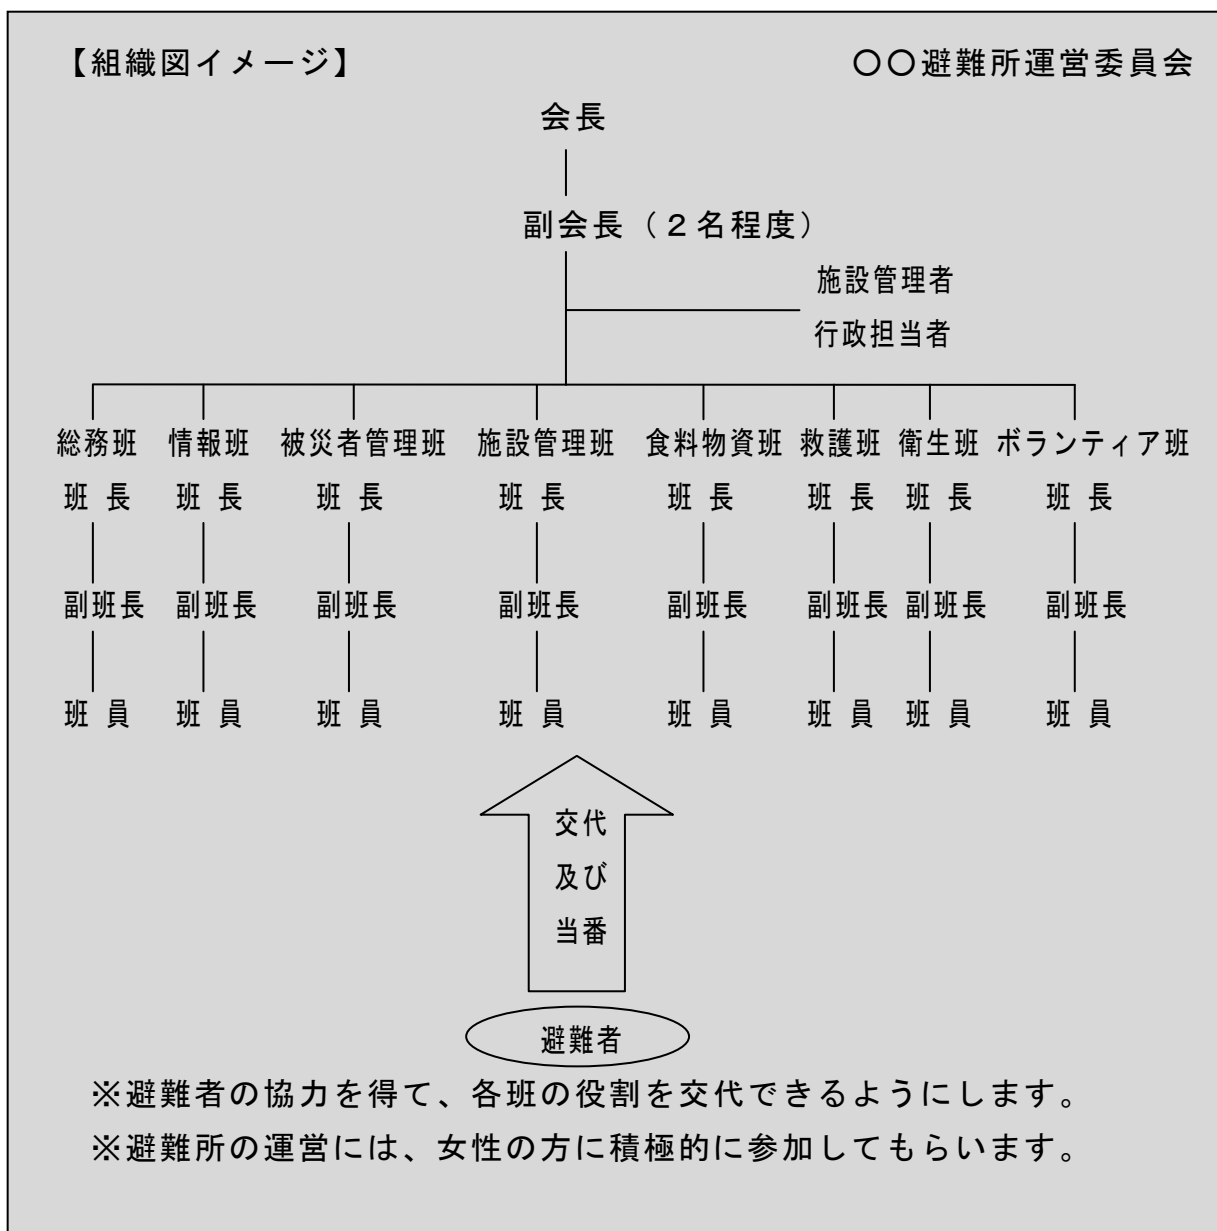 【組織図イメージ】 〇〇避難所運営委員会
会長
副会長（２名程度）
施設管理者
行政担当者
総務班 情報班 被災者管理班 施設管理班 食料物資班 救護班 衛生班 ボランティア班
班 長 班 長 班 長 班 長 班 長 班 長 班 長 班 長
副班長 副班長 副班長 副班長 副班長 副班長 副班長 副班長
班 員 班 員 班 員 班 員 班 員 班 員 班 員 班 員
交代
及び
当番
避難者
※避難者の協力を得て、各班の役割を交代できるようにします。
※避難所の運営には、女性の方に積極的に参加してもらいます。